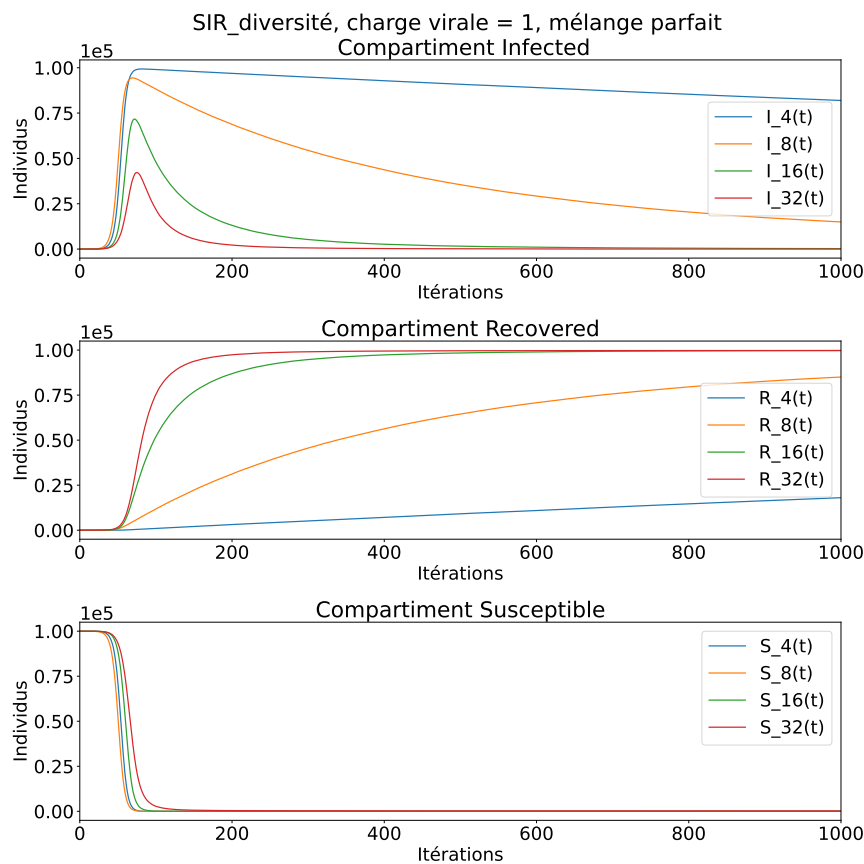 SIR_diversité, charge virale = 1, mélange parfait
Compartiment Infected
1e5
1.00
0.75
0.50
0.25
0.00
Individus
I_4(t)
I_8(t)
I_16(t)
I_32(t)
0 200 400 600 800 1000
Itérations
Compartiment Recovered
1e5
1.00
0.75
0.50
0.25
0.00
Individus
R_4(t)
R_8(t)
R_16(t)
R_32(t)
0 200 400 600 800 1000
Itérations
Compartiment Susceptible
1e5
1.00
0.75
0.50
0.25
0.00
Individus
S_4(t)
S_8(t)
S_16(t)
S_32(t)
0 200 400 600 800 1000
Itérations